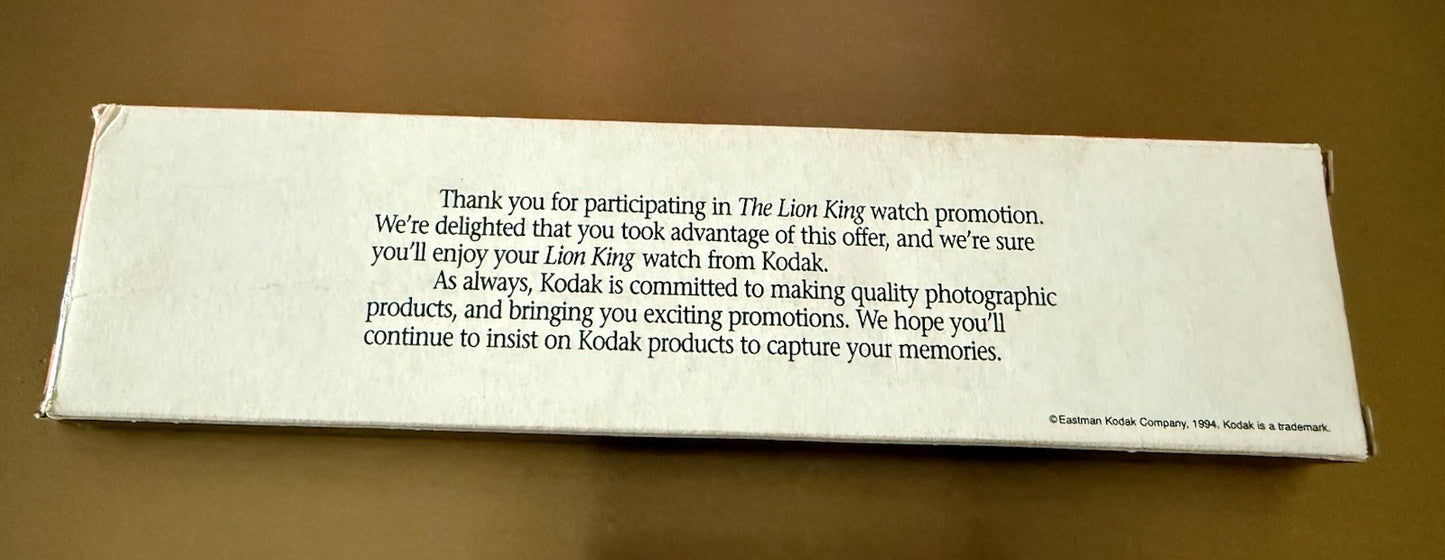 Thank you for participating in The Lion King watch promotion.
We're delighted that you took advantage of this offer, and we're sure
you'll enjoy your Lion King watch from Kodak.
As always, Kodak is committed to making quality photographic
products, and bringing you exciting promotions. We hope you'll
continue to insist on Kodak products to capture your memories.
©Eastman Kodak Company, 1994. Kodak is a trademark.